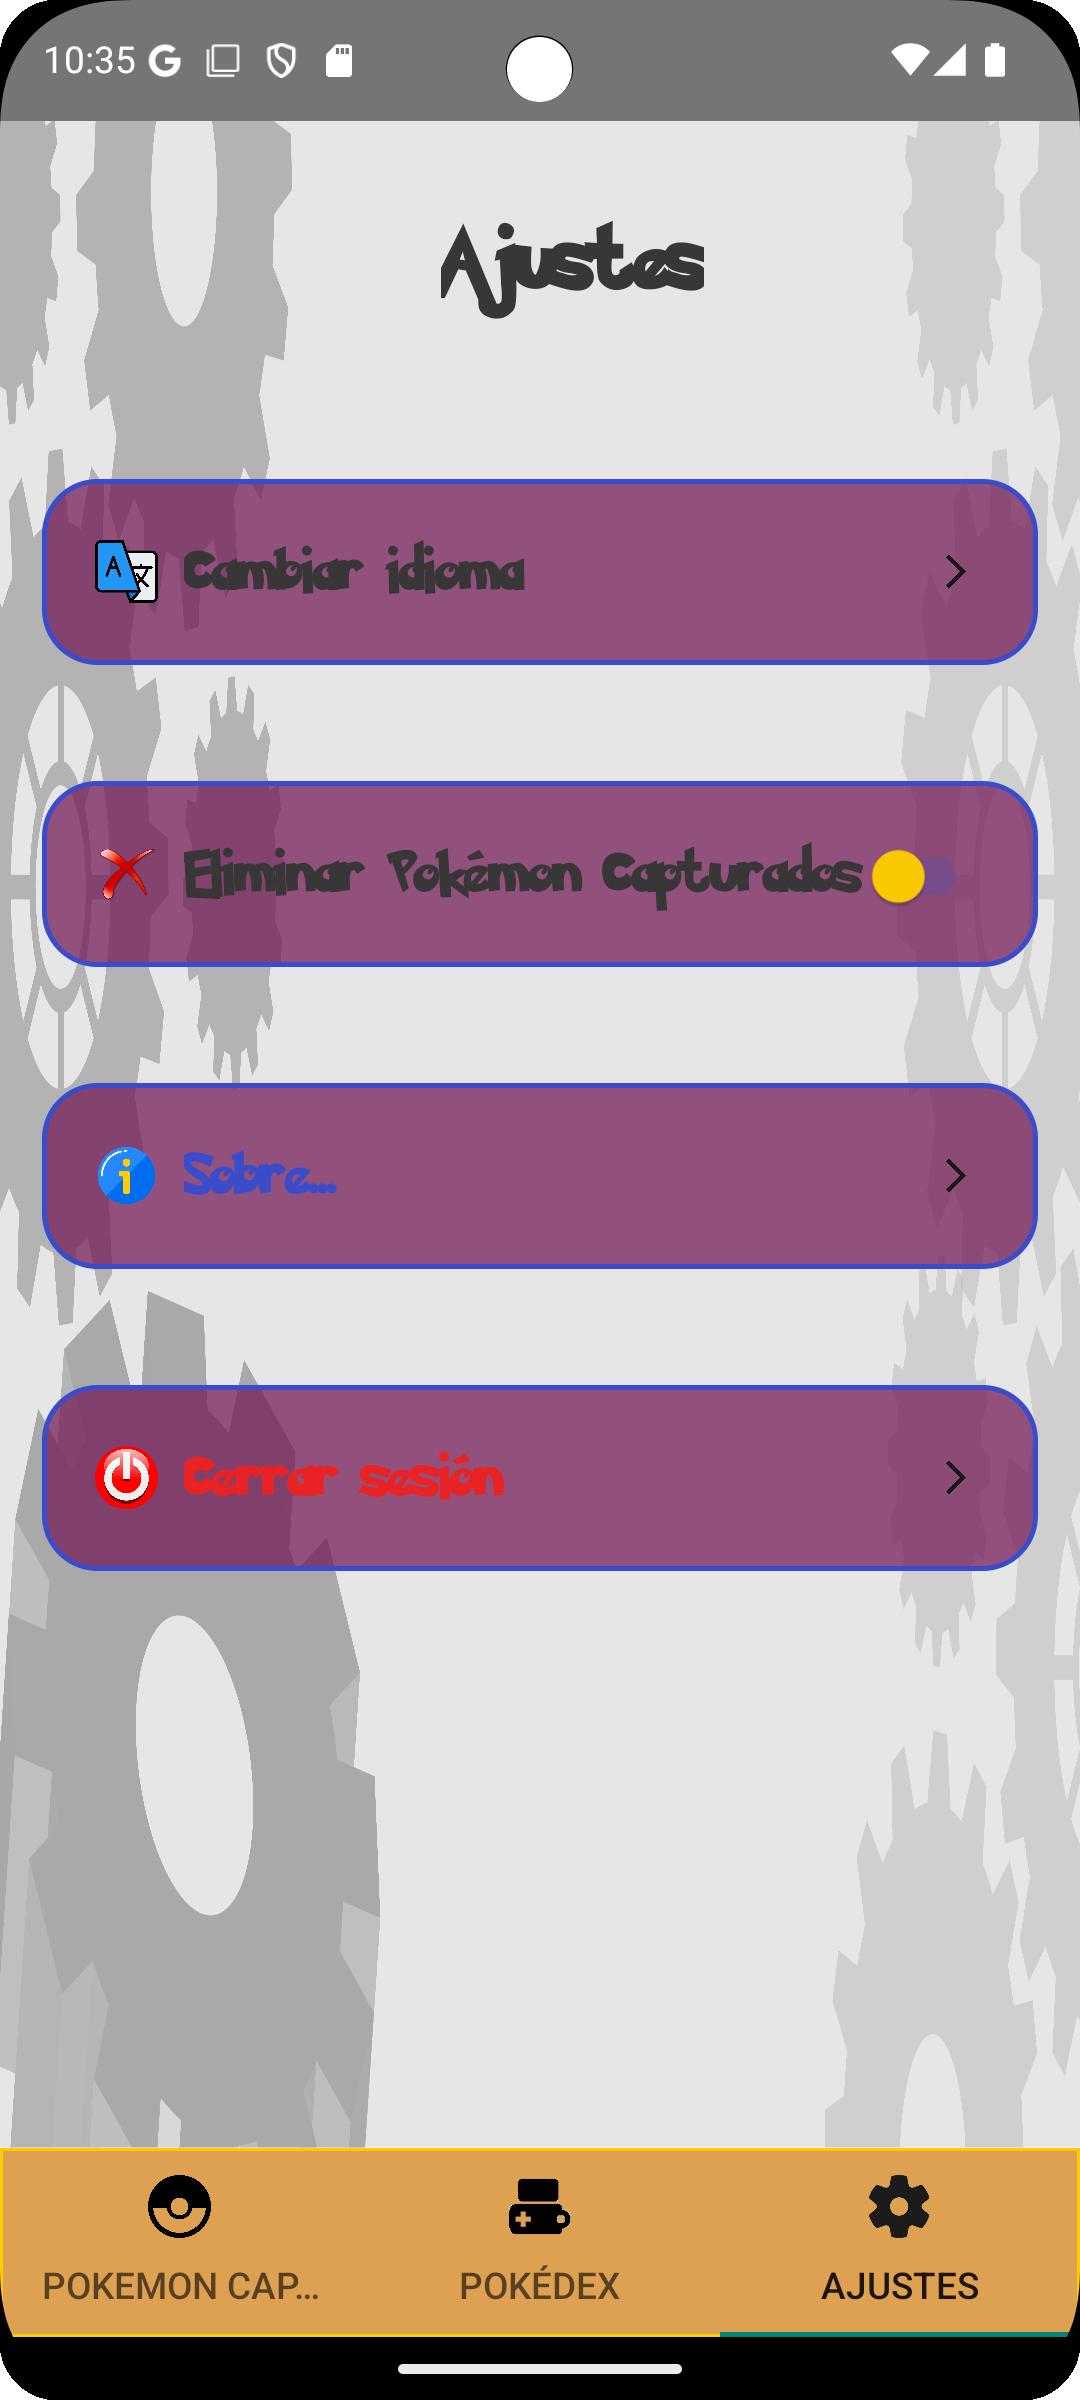 10:35
Ajustes
Cambiar idioma
Eliminar Pokémon Capturados
Sobre...
Cerrar sesión
POKEMON CAP...
POKÉDEX
AJUSTES